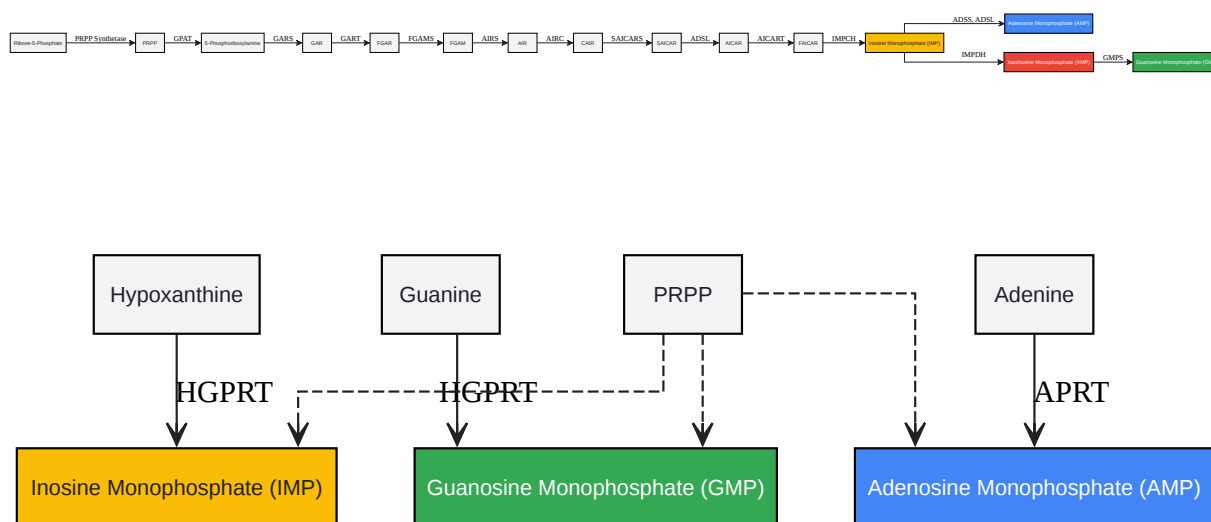 ADSS, ADSL
Adenosine Monophosphate (AMP)
Ribose-5-Phosphate
PRPP Synthetase
PRPP
GPAT
5-Phosphoribosylamine
GARS
GAR
GART
FGAR
FGAMS
FGAM
AIRS
AIR
AIRC
CAIR
SAICARS
SAICAR
ADSL
AICAR
AICART
FAICAR
IMPCH
Inosine Monophosphate (IMP)
IMPDH
Xanthosine Monophosphate (XMP)
GMPS
Hypoxanthine
Guanine
PRPP
Adenine
HGPRT
HGPRT
APRT
Inosine Monophosphate (IMP)
Guanosine Monophosphate (GMP)
Adenosine Monophosphate (AMP)